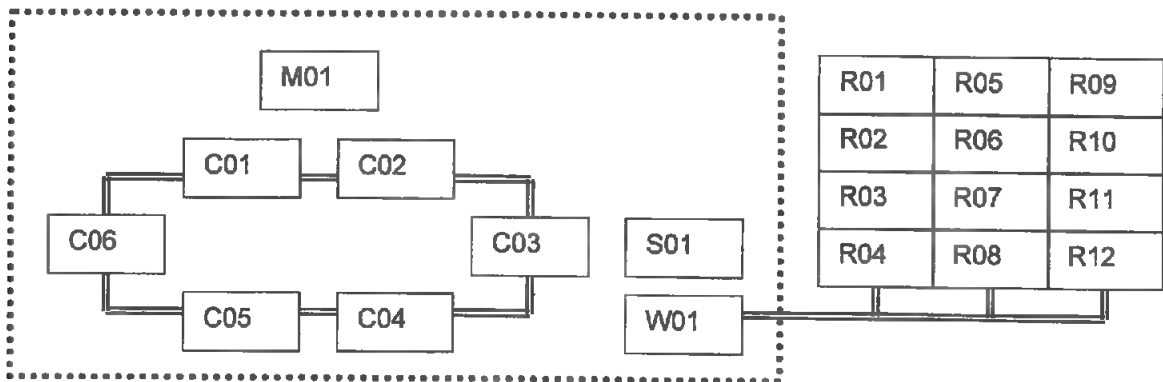 M01
R01 R05 R09
C01 C02
R02 R06 R10
R03 R07 R11
C06 C03 S01
R04 R08 R12
C05 C04 W01